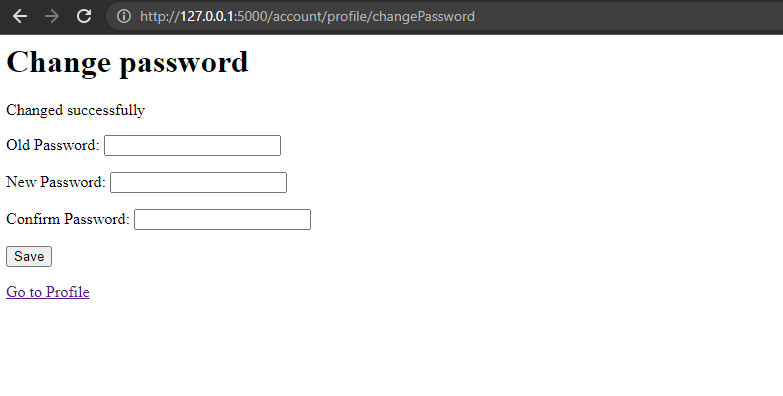 http://127.0.0.1:5000/account/profile/changePassword
Change password
Changed successfully
Old Password:
New Password:
Confirm Password:
Save
Go to Profile